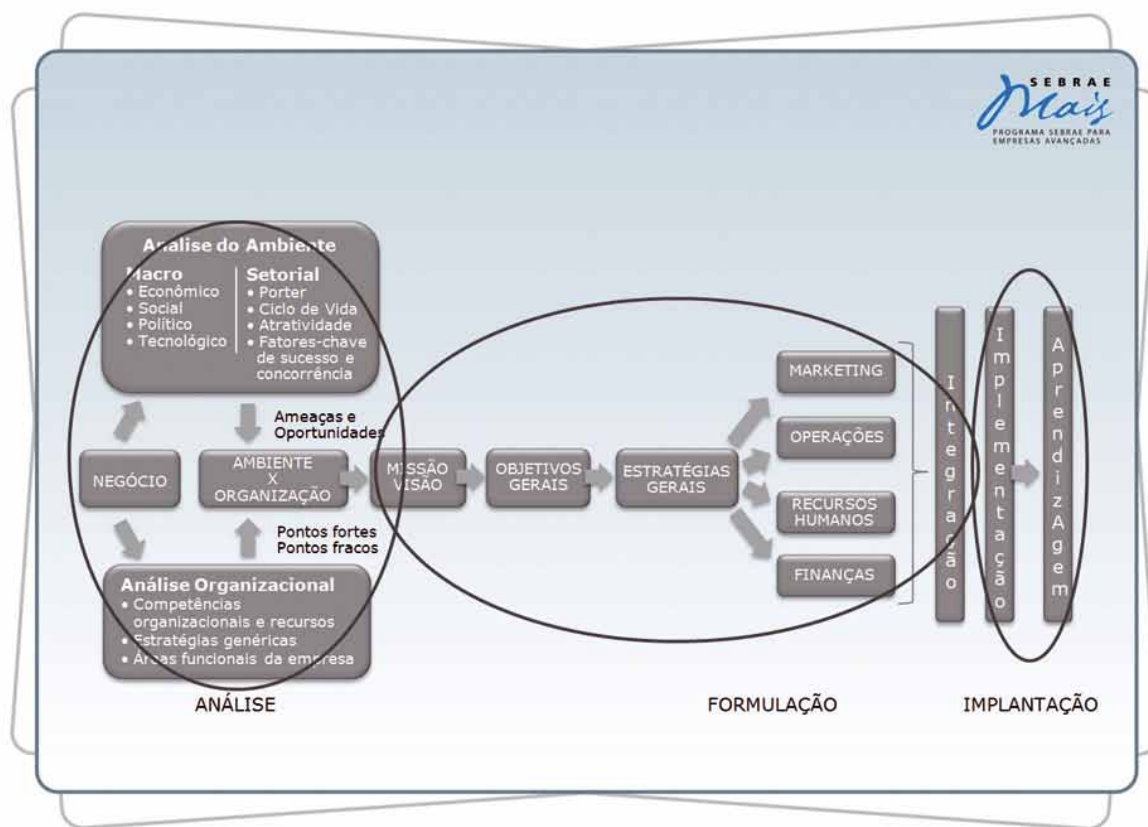 SEBRAE
Mais
PROGRAMA SEBRAE PARA
EMPRESAS AVANÇADAS
Análise do Ambiente
Macro
• Econômico
• Social
• Político
• Tecnológico
Setorial
• Porter
• Ciclo de Vida
• Atratividade
• Fatores-chave
de sucesso e
concorrência
Ameaças e
Oportunidades
NEGÓCIO
AMBIENTE
X
ORGANIZAÇÃO
Pontos fortes
Pontos fracos
Análise Organizacional
• Competências
organizacionais e recursos
• Estratégias genéricas
• Áreas funcionais da empresa
MISSÃO
VISÃO
OBJETIVOS
GERAIS
ESTRATÉGIAS
GERAIS
MARKETING
OPERAÇÕES
RECURSOS
HUMANOS
FINANÇAS
Integração
Implementação
AprendizAgem
ANÁLISE
FORMULAÇÃO
IMPLANTAÇÃO